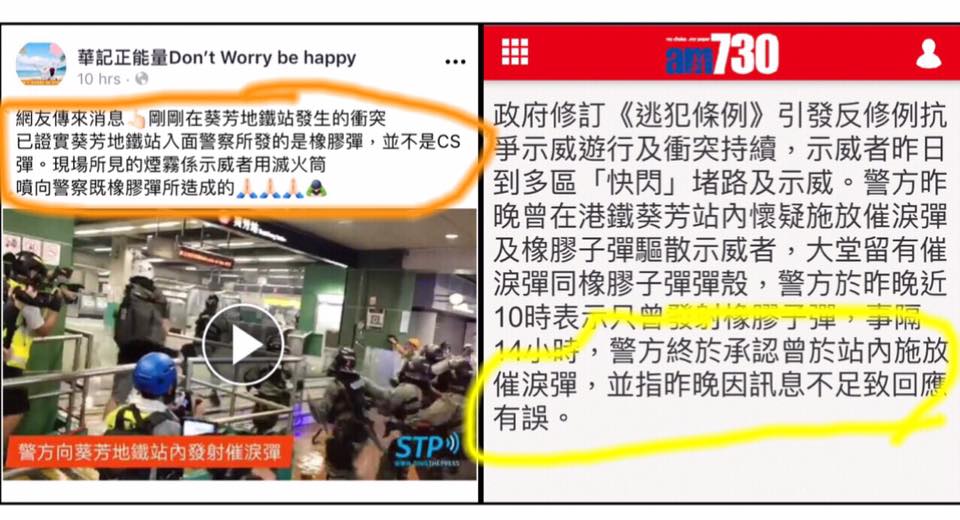 華記正能量Don't Worry be happy
10 hrs ·
網友傳來消息👆🏻剛剛在葵芳地鐵站發生的衝突
已證實葵芳地鐵站入面警察所發的是橡膠彈，並不是CS
彈。現場所見的煙霧係示威者用滅火筒
噴向警察既橡膠彈所造成的🙏🏻🙏🏻🙏🏻🙏🏻🙇‍♂️
警方向葵芳地鐵站內發射催淚彈
STP
am730
政府修訂《逃犯條例》引發反修例抗
爭示威遊行及衝突持續，示威者昨日
到多區「快閃」堵路及示威。警方昨
晚曾在港鐵葵芳站內懷疑施放催淚彈
及橡膠子彈驅散示威者，大堂留有催
淚彈同橡膠子彈彈殼，警方於昨晚近
10時表示只曾發射橡膠子彈，事隔
14小時，警方終於承認曾於站內施放
催淚彈，並指昨晚因訊息不足致回應
有誤。